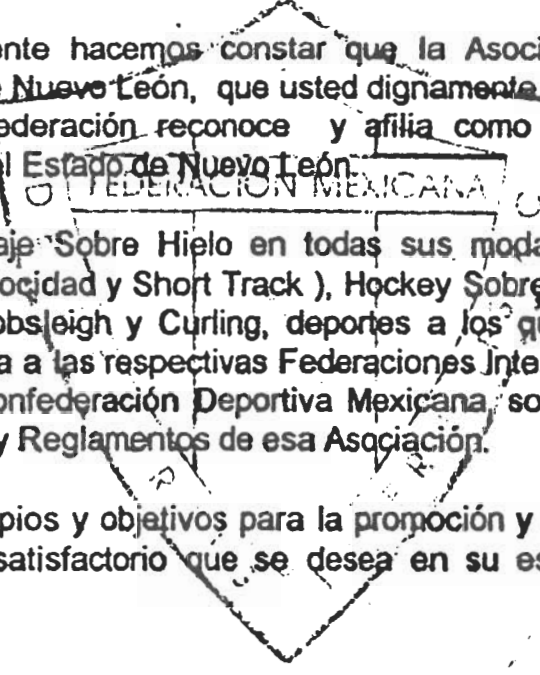 ente hacemos constar que la Asoci
Nuevo León, que usted dignamente
ederación reconoce y afilia como
l Estado de Nuevo León.
FEDERACION MEXICANA
aje Sobre Hielo en todas sus moda
ocidad y Short Track ), Hockey Sobre
obsleigh y Curling, deportes a los qu
a a las respectivas Federaciones Inte
onfederación Deportiva Mexicana, so
y Reglamentos de esa Asociación.
pios y objetivos para la promoción y
satisfactorio que se desea en su es